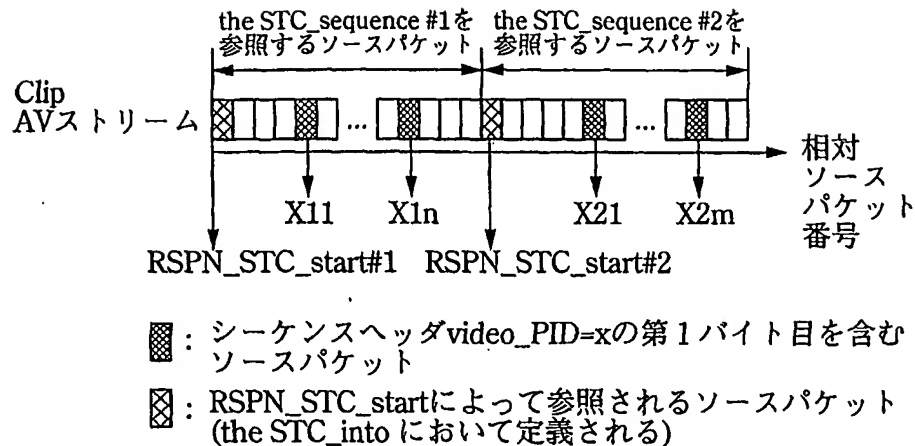 the STC_sequence #1を
参照するソースパケット
the STC_sequence #2を
参照するソースパケット
Clip
AVストリーム
...
...
相対
ソース
パケット
番号
X11
X1n
X21
X2m
RSPN_STC_start#1
RSPN_STC_start#2
: シーケンスヘッダvideo_PID=xの第1バイト目を含む
ソースパケット
: RSPN_STC_startによって参照されるソースパケット
(the STC_into において定義される)